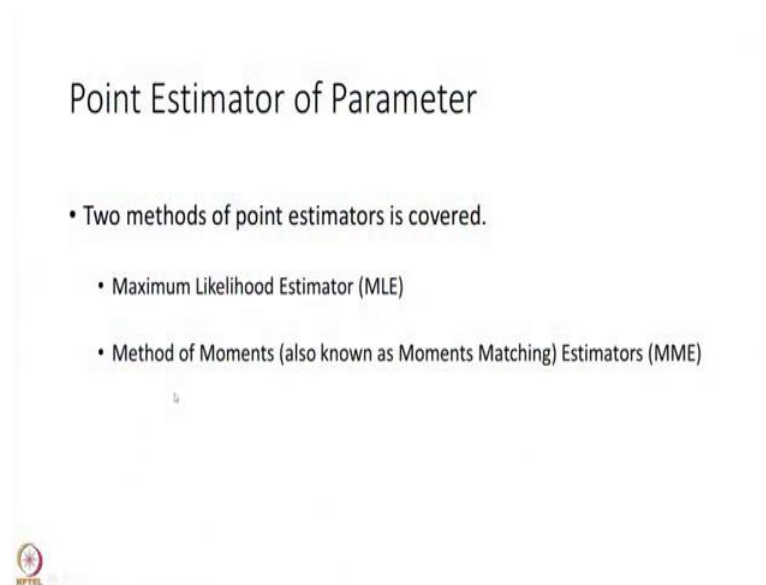 Point Estimator of Parameter
• Two methods of point estimators is covered.
• Maximum Likelihood Estimator (MLE)
• Method of Moments (also known as Moments Matching) Estimators (MME)
NPTEL